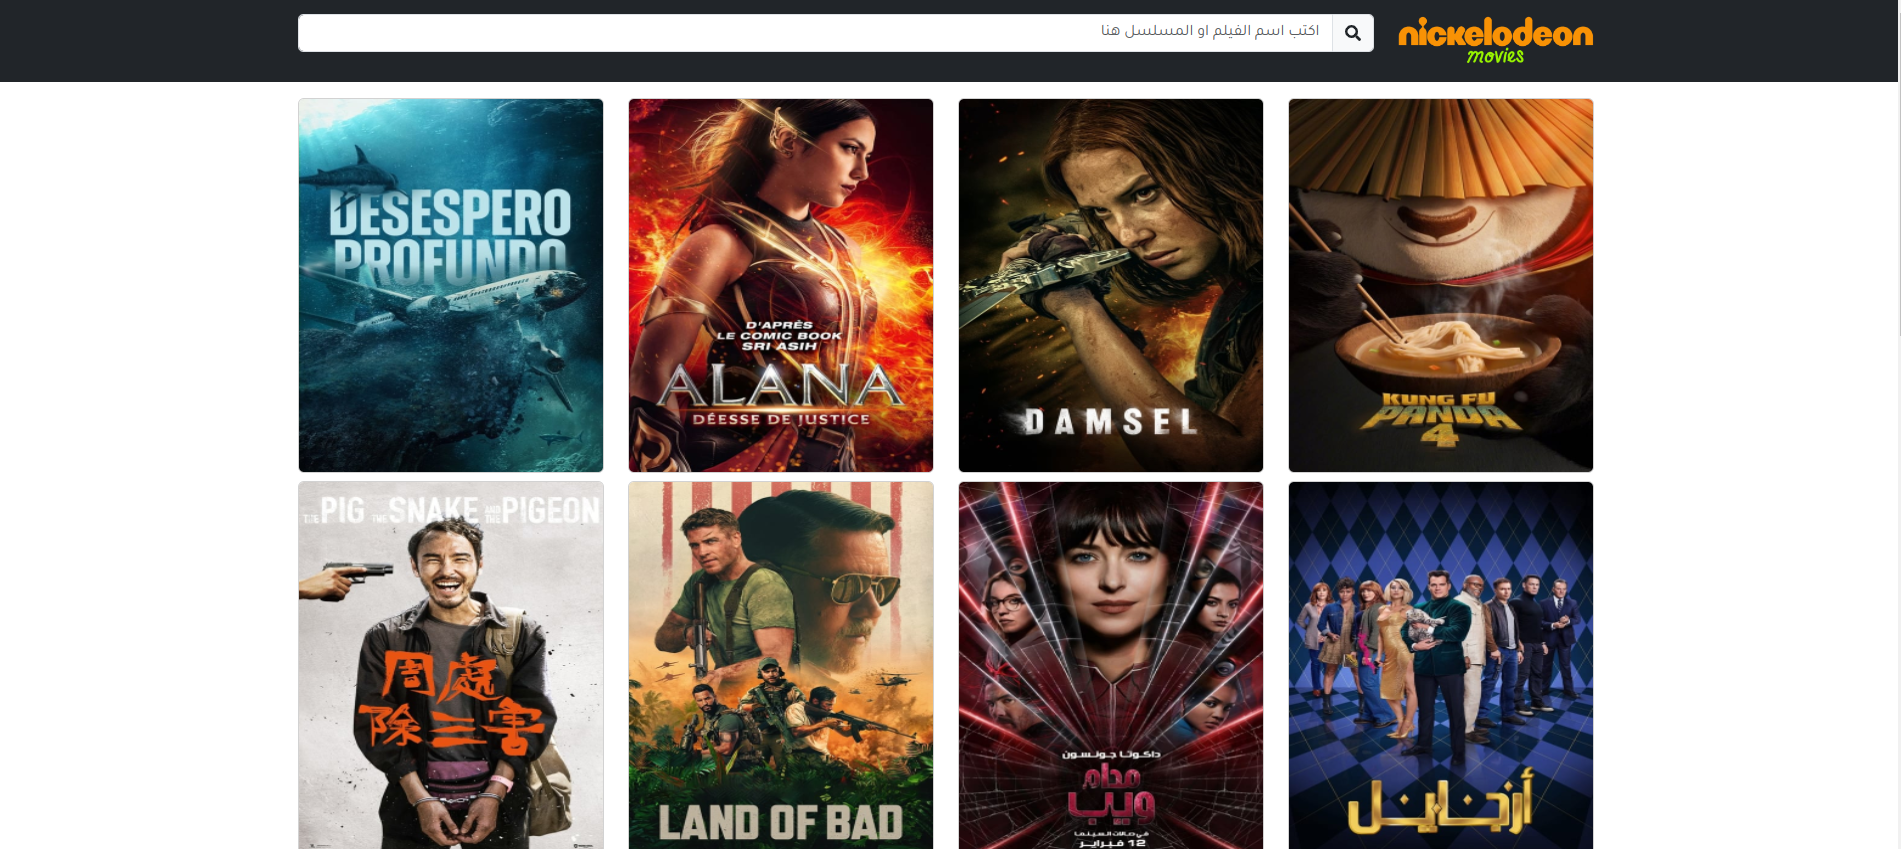 nickelodeon
movies
اكتب اسم الفيلم او المسلسل هنا
KUNG FU
PANDA
4
DAMSEL
D'APRÈS
LE COMIC BOOK
SRI ASIH
ALANA
DÉESSE DE JUSTICE
DESESPERO
PROFUNDO
أرجايل
داكوتا جونسون
مدام
ويب
في صالات السينما
12 فبراير
LAND OF BAD
THE PIG THE SNAKE AND THE PIGEON
周處
除三害